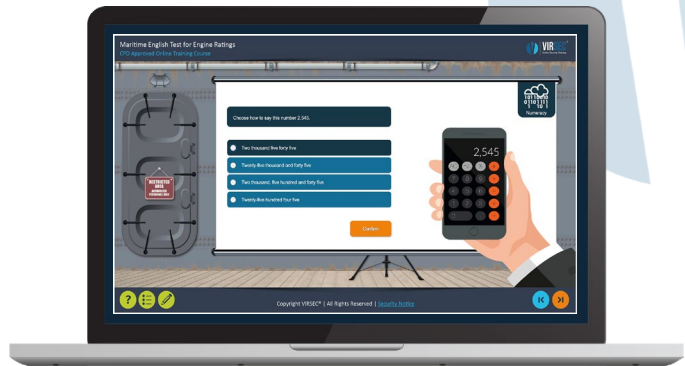 Maritime English Test for Engine Ratings
CPD Approved Online Training Course
VIRSEC
Numeracy
Choose how to say this number 2,545.
Two thousand five forty five
Twenty-five thousand and forty five
Two thousand, five hundred and forty five
Twenty-five hundred four five
Confirm
2,545
RESTRICTED
AREA
Copyright VIRSEC® | All Rights Reserved | Security Notice